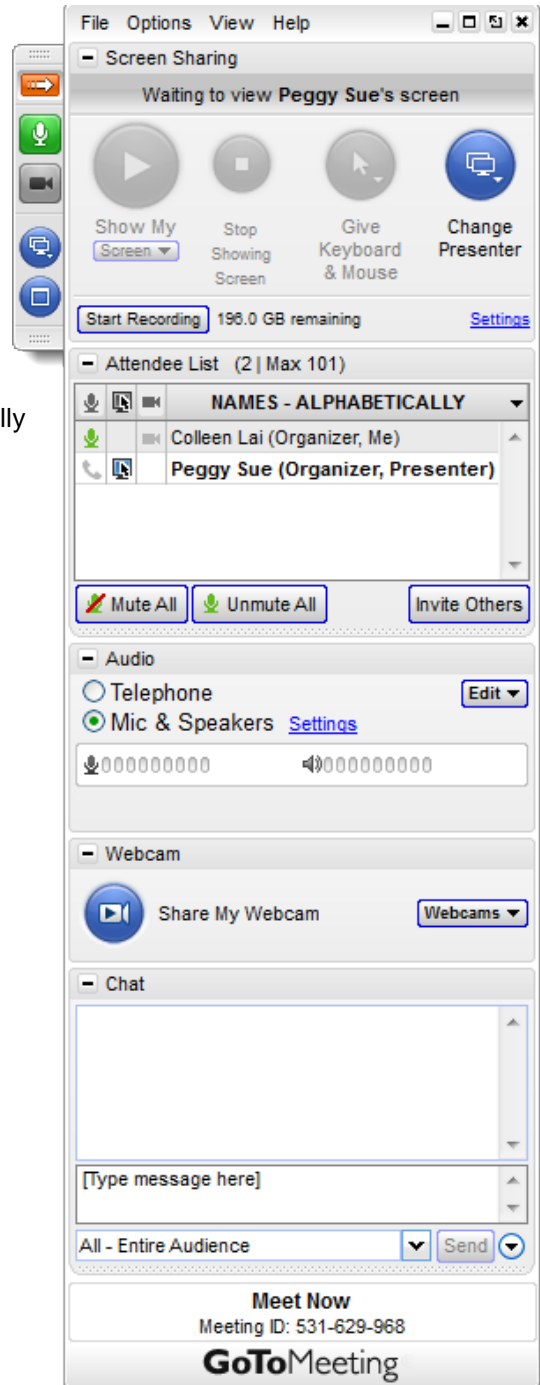 File Options View Help
Screen Sharing
Waiting to view Peggy Sue's screen
Show My
Screen
Stop
Showing
Screen
Give
Keyboard
& Mouse
Change
Presenter
Start Recording 196.0 GB remaining Settings
Attendee List (2 | Max 101)
lly
NAMES - ALPHABETICALLY
Colleen Lai (Organizer, Me)
Peggy Sue (Organizer, Presenter)
Mute All Unmute All Invite Others
Audio
Telephone Edit
Mic & Speakers Settings
000000000 000000000
Webcam
Share My Webcam Webcams
Chat
[Type message here]
All - Entire Audience Send
Meet Now
Meeting ID: 531-629-968
GoToMeeting